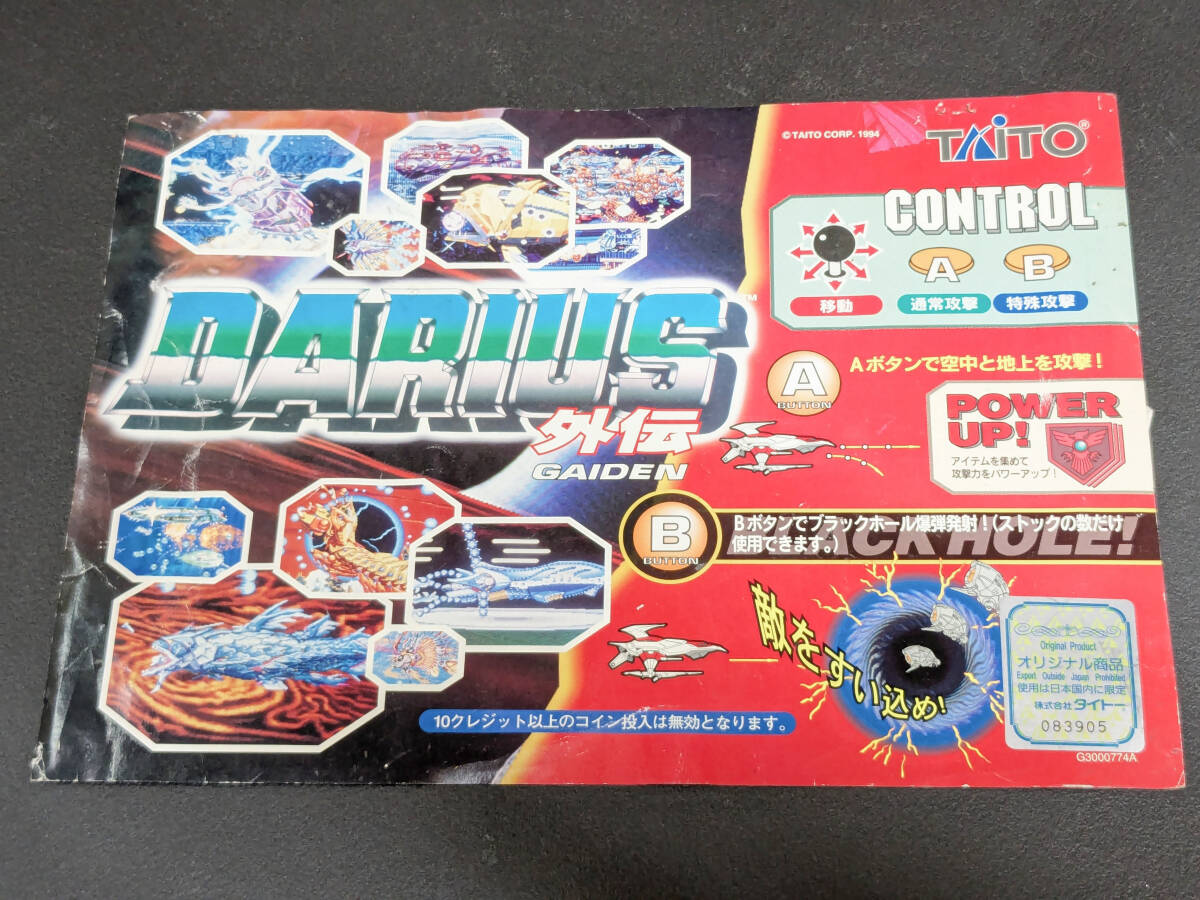 DARIUS™
外伝
GAIDEN
10クレジット以上のコイン投入は無効となります。
©TAITO CORP. 1994
TAITO®
CONTROL
A
B
移動
通常攻撃
特殊攻撃
A
BUTTON
Aボタンで空中と地上を攻撃！
POWER
UP!
アイテムを集めて
攻撃力をパワーアップ！
B
BUTTON
Bボタンでブラックホール爆弾発射！(ストックの数だけ
使用できます。)
ACK HOLE!
敵をすい込め！
Original Product
オリジナル商品
Export Outside Japan Prohibited
使用は日本国内に限定
株式会社 タイトー
083905
G3000774A